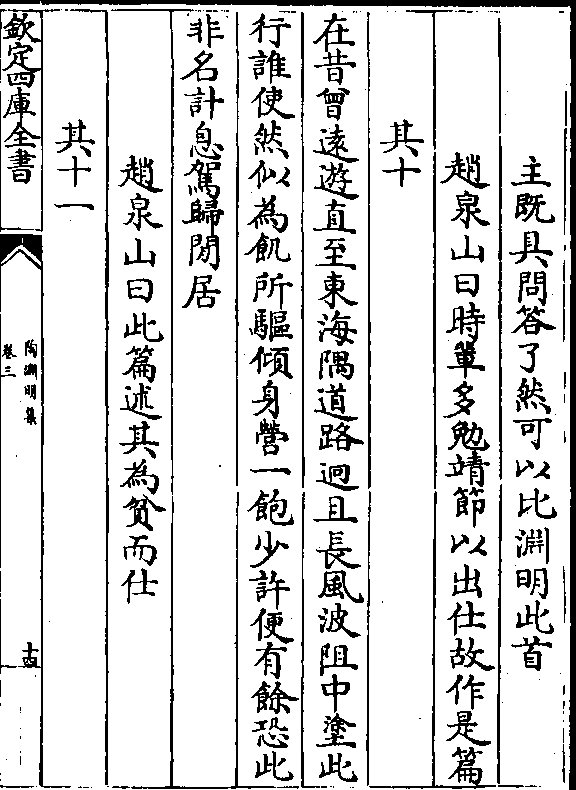 主既具問答了然可以比淵明此首
趙泉山曰時軰多勉靖節以出仕故作是篇
其十
在昔曾遠遊直至東海隅道路迥且長風波阻中塗此
行誰使然似為飢所驅傾身營一飽少許便有餘恐此
非名計息駕歸閒居
趙泉山曰此篇述其為貧而仕
其十一
欽定四庫全書
陶淵明集
卷三